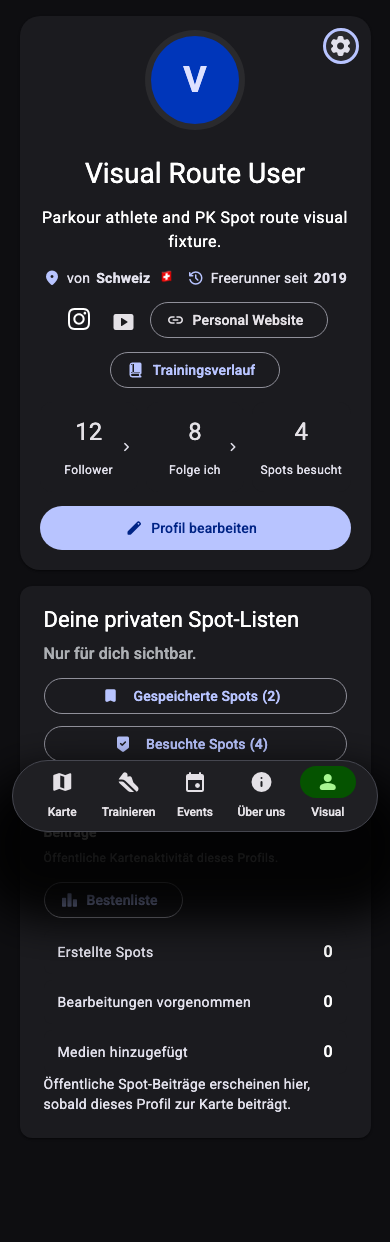 V
Visual Route User
Parkour athlete and PK Spot route visual
fixture.
von Schweiz 🇨🇭 Freerunner seit 2019
Personal Website
Trainingsverlauf
12 8 4
Follower Folge ich Spots besucht
Profil bearbeiten
Deine privaten Spot-Listen
Nur für dich sichtbar.
Gespeicherte Spots (2)
Besuchte Spots (4)
Karte Trainieren Events Über uns Visual
Beiträge
Öffentliche Kartenaktivität dieses Profils.
Bestenliste
Erstellte Spots 0
Bearbeitungen vorgenommen 0
Medien hinzugefügt 0
Öffentliche Spot-Beiträge erscheinen hier,
sobald dieses Profil zur Karte beiträgt.